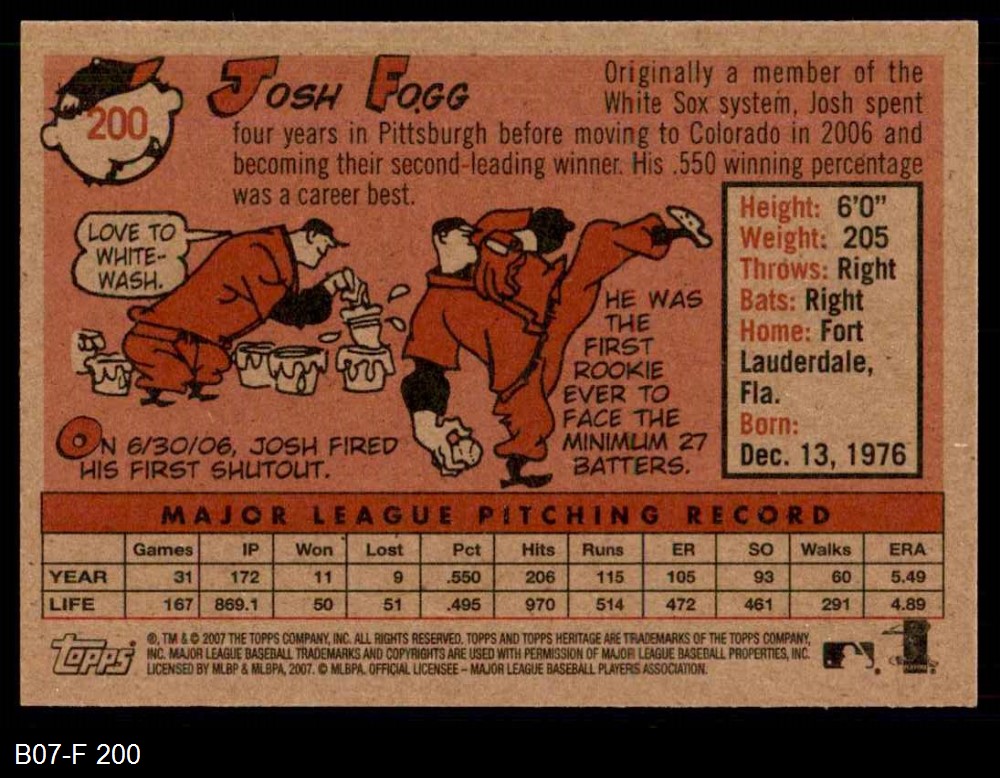 200
JOSH FOGG
Originally a member of the
White Sox system, Josh spent
four years in Pittsburgh before moving to Colorado in 2006 and
becoming their second-leading winner. His .550 winning percentage
was a career best.
LOVE TO
WHITE-
WASH.
ON 6/30/06, JOSH FIRED
HIS FIRST SHUTOUT.
HE WAS
THE
FIRST
ROOKIE
EVER TO
FACE THE
MINIMUM 27
BATTERS.
Height: 6'0"
Weight: 205
Throws: Right
Bats: Right
Home: Fort
Lauderdale,
Fla.
Born:
Dec. 13, 1976
MAJOR LEAGUE PITCHING RECORD
Games IP Won Lost Pct Hits Runs ER SO Walks ERA
YEAR 31 172 11 9 .550 206 115 105 93 60 5.49
LIFE 167 869.1 50 51 .495 970 514 472 461 291 4.89
TOPPS
®, TM & © 2007 THE TOPPS COMPANY, INC. ALL RIGHTS RESERVED. TOPPS AND TOPPS HERITAGE ARE TRADEMARKS OF THE TOPPS COMPANY,
INC. MAJOR LEAGUE BASEBALL TRADEMARKS AND COPYRIGHTS ARE USED WITH PERMISSION OF MAJOR LEAGUE BASEBALL PROPERTIES, INC.
LICENSED BY MLBP & MLBPA, 2007. © MLBPA. OFFICIAL LICENSEE – MAJOR LEAGUE BASEBALL PLAYERS ASSOCIATION.
B07-F 200